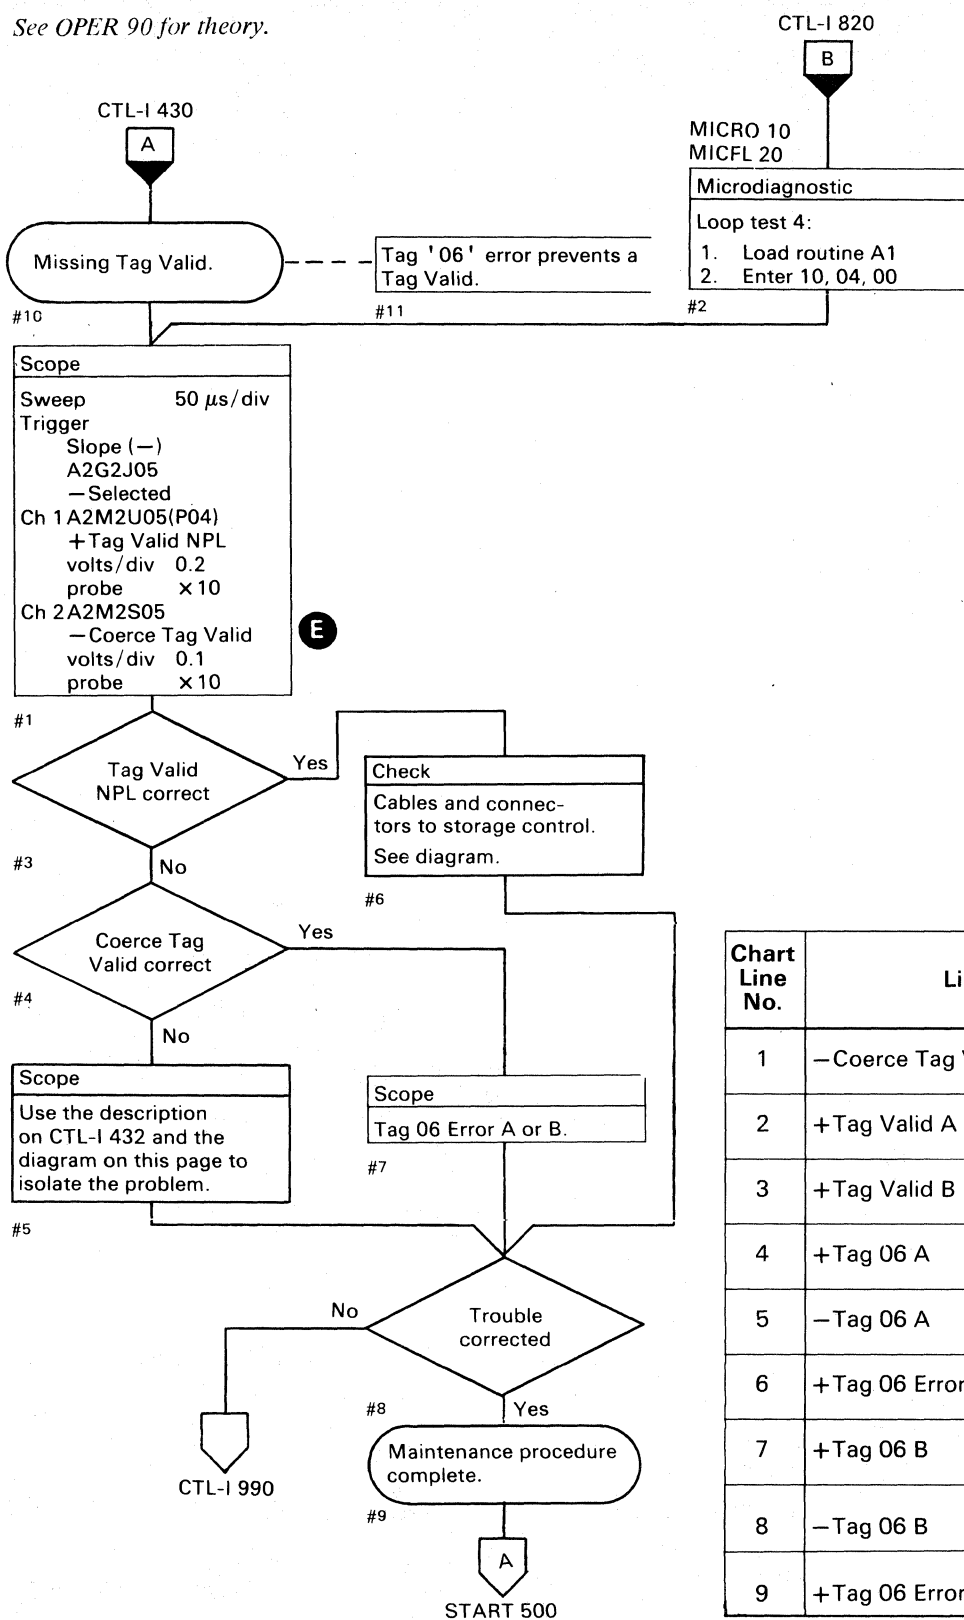 See OPER 90 for theory.
CTL-I 820
B
CTL-I 430
A
MICRO 10
MICFL 20
Microdiagnostic
Loop test 4:
1. Load routine A1
2. Enter 10, 04, 00
#2
Missing Tag Valid.
#10
Tag '06' error prevents a
Tag Valid.
#11
Scope
Sweep 50 µs/div
Trigger
Slope (—)
A2G2J05
—Selected
Ch 1 A2M2U05(P04)
+Tag Valid NPL
volts/div 0.2
probe ×10
Ch 2 A2M2S05
—Coerce Tag Valid
volts/div 0.1
probe ×10
E
#1
Tag Valid
NPL correct
Yes
#3
No
Check
Cables and connec-
tors to storage control.
See diagram.
#6
Coerce Tag
Valid correct
Yes
#4
No
Scope
Use the description
on CTL-I 432 and the
diagram on this page to
isolate the problem.
#5
Scope
Tag 06 Error A or B.
#7
Trouble
corrected
No
#8
Yes
CTL-I 990
Maintenance procedure
complete.
#9
A
START 500
Chart
Line
No.
Li
1 —Coerce Tag
2 +Tag Valid A
3 +Tag Valid B
4 +Tag 06 A
5 —Tag 06 A
6 +Tag 06 Error
7 +Tag 06 B
8 —Tag 06 B
9 +Tag 06 Error